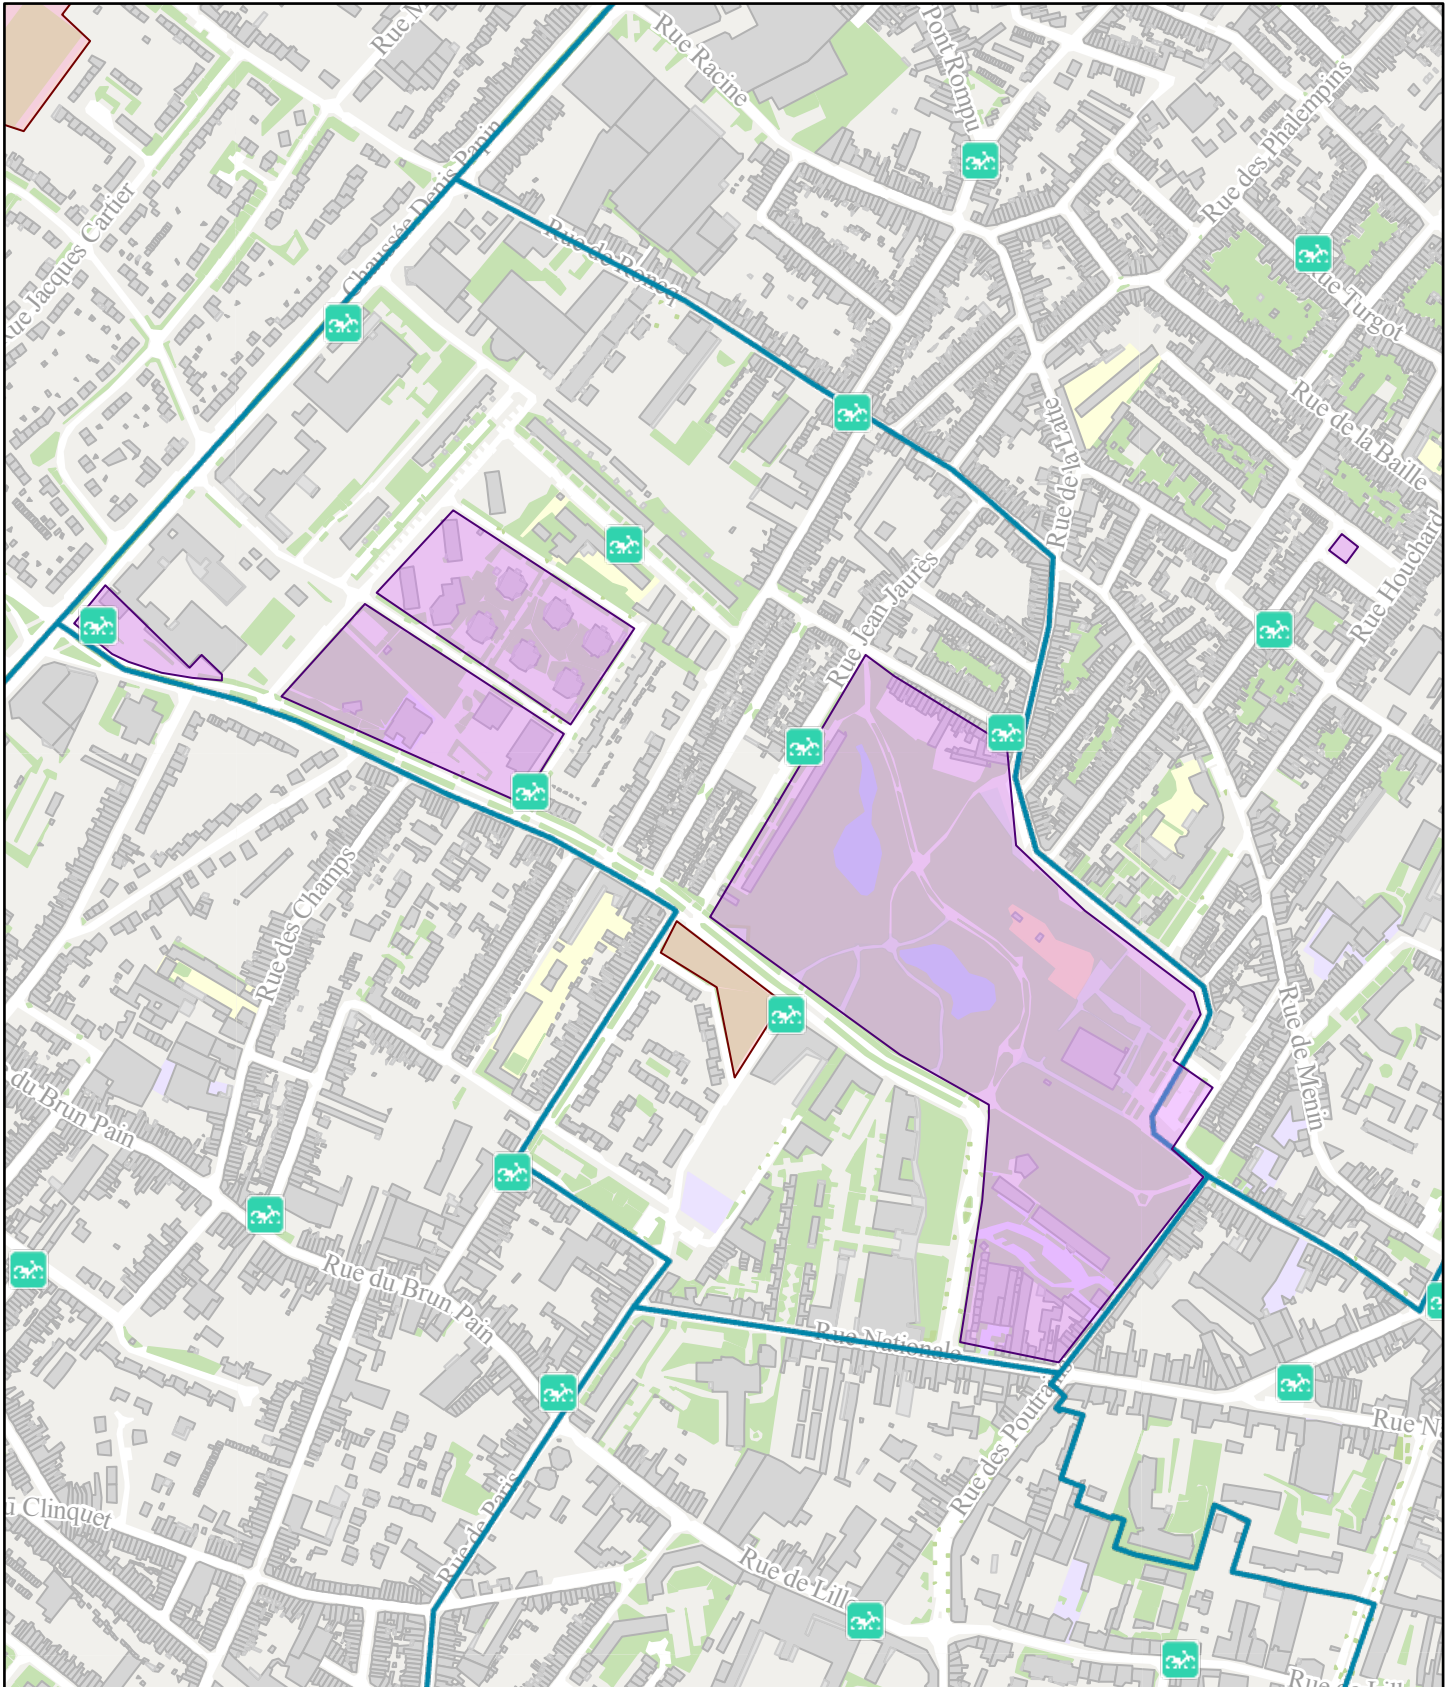 Rue Racine
Pont Rompu
Rue des Phalempins
Chaussée Denis Papin
Rue Jacques Cartier
Rue de Roncq
Rue Turgot
Rue de la Baille
Rue de la Latte
Rue Houchard
Rue Jean Jaurès
Rue des Champs
Rue de Menin
du Brun Pain
Rue du Brun Pain
Rue Nationale
Rue des Poutrains
Rue N
Clinquet
Rue de Paris
Rue de Lill